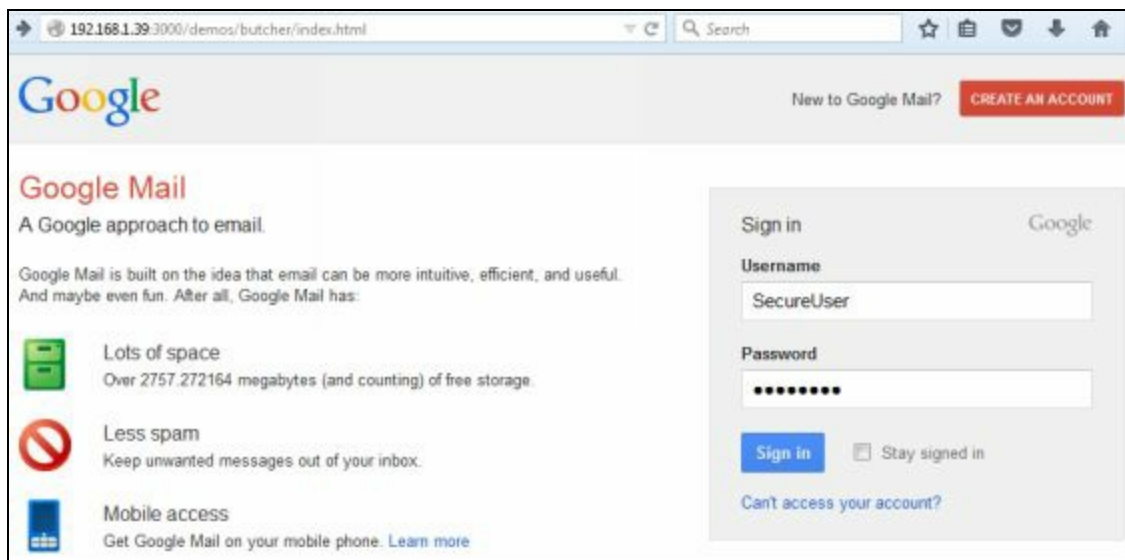 192.168.1.39:3000/demos/butcher/index.html
Search
Google
New to Google Mail?
CREATE AN ACCOUNT
Google Mail
A Google approach to email.
Google Mail is built on the idea that email can be more intuitive, efficient, and useful.
And maybe even fun. After all, Google Mail has:
Lots of space
Over 2757.272164 megabytes (and counting) of free storage.
Less spam
Keep unwanted messages out of your inbox.
Mobile access
Get Google Mail on your mobile phone. Learn more
Sign in
Google
Username
SecureUser
Password
Sign in
Stay signed in
Can't access your account?